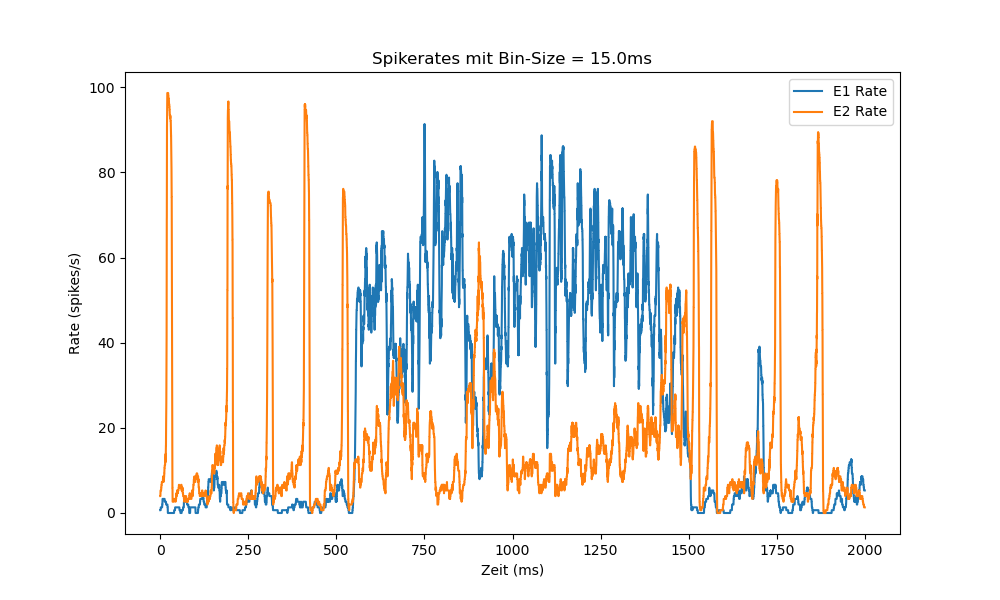 Spikerates mit Bin-Size = 15.0ms
E1 Rate
E2 Rate
Rate (spikes/s)
100
80
60
40
20
0
0 250 500 750 1000 1250 1500 1750 2000
Zeit (ms)